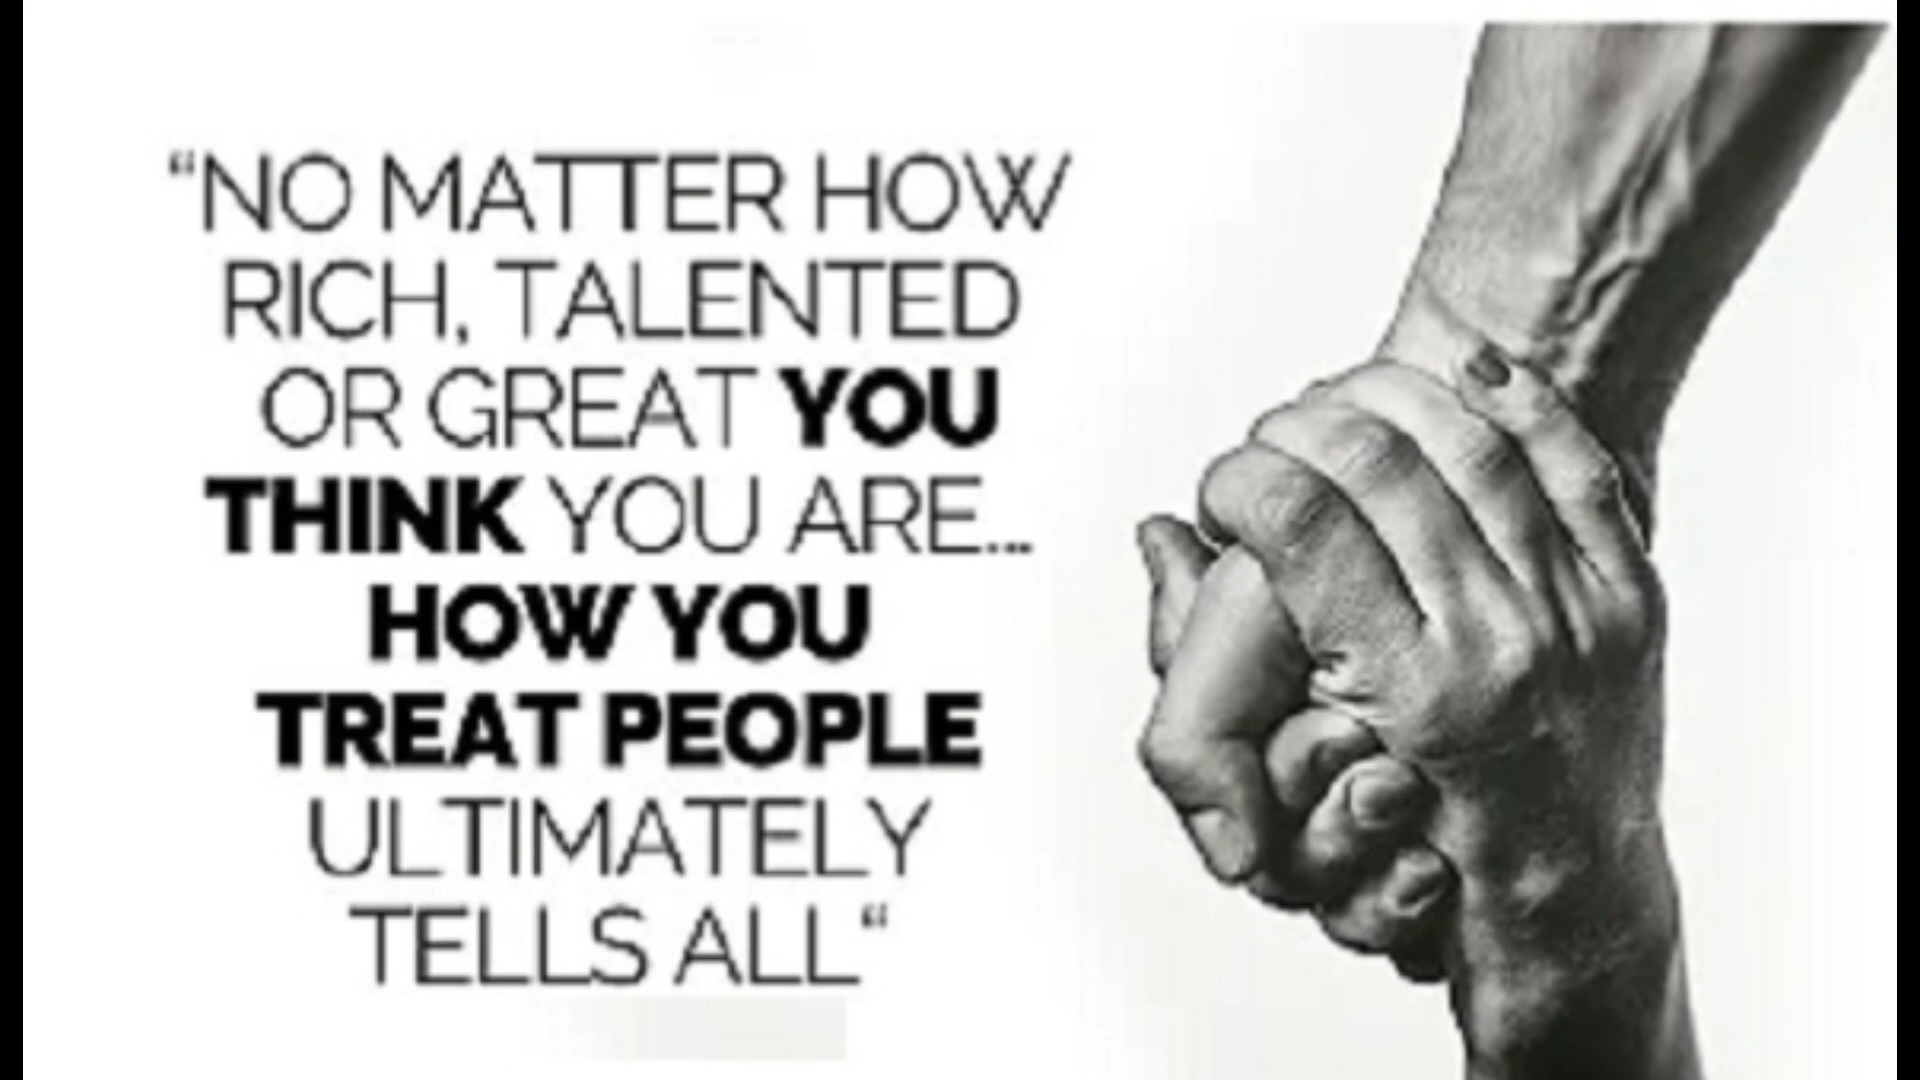 “NO MATTER HOW
RICH, TALENTED
OR GREAT YOU
THINK YOU ARE...
HOW YOU
TREAT PEOPLE
ULTIMATELY
TELLS ALL“